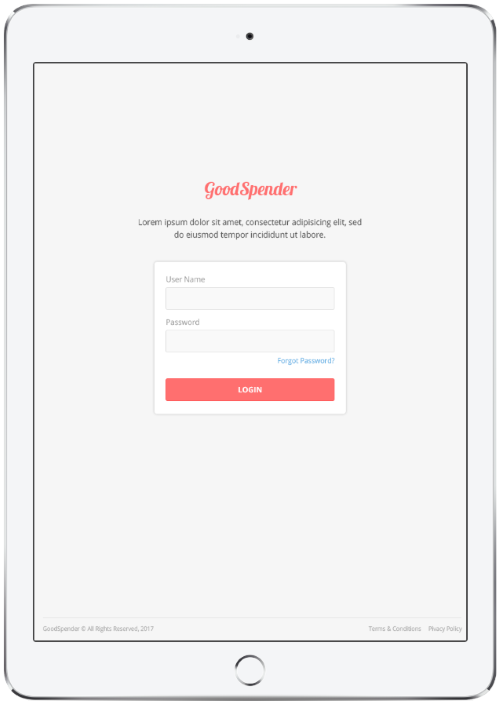 GoodSpender
Lorem ipsum dolor sit amet, consectetur adipisicing elit, sed
do eiusmod tempor incididunt ut labore.
User Name
Password
Forgot Password?
LOGIN
GoodSpender © All Rights Reserved, 2017
Terms & Conditions Pivacy Policy